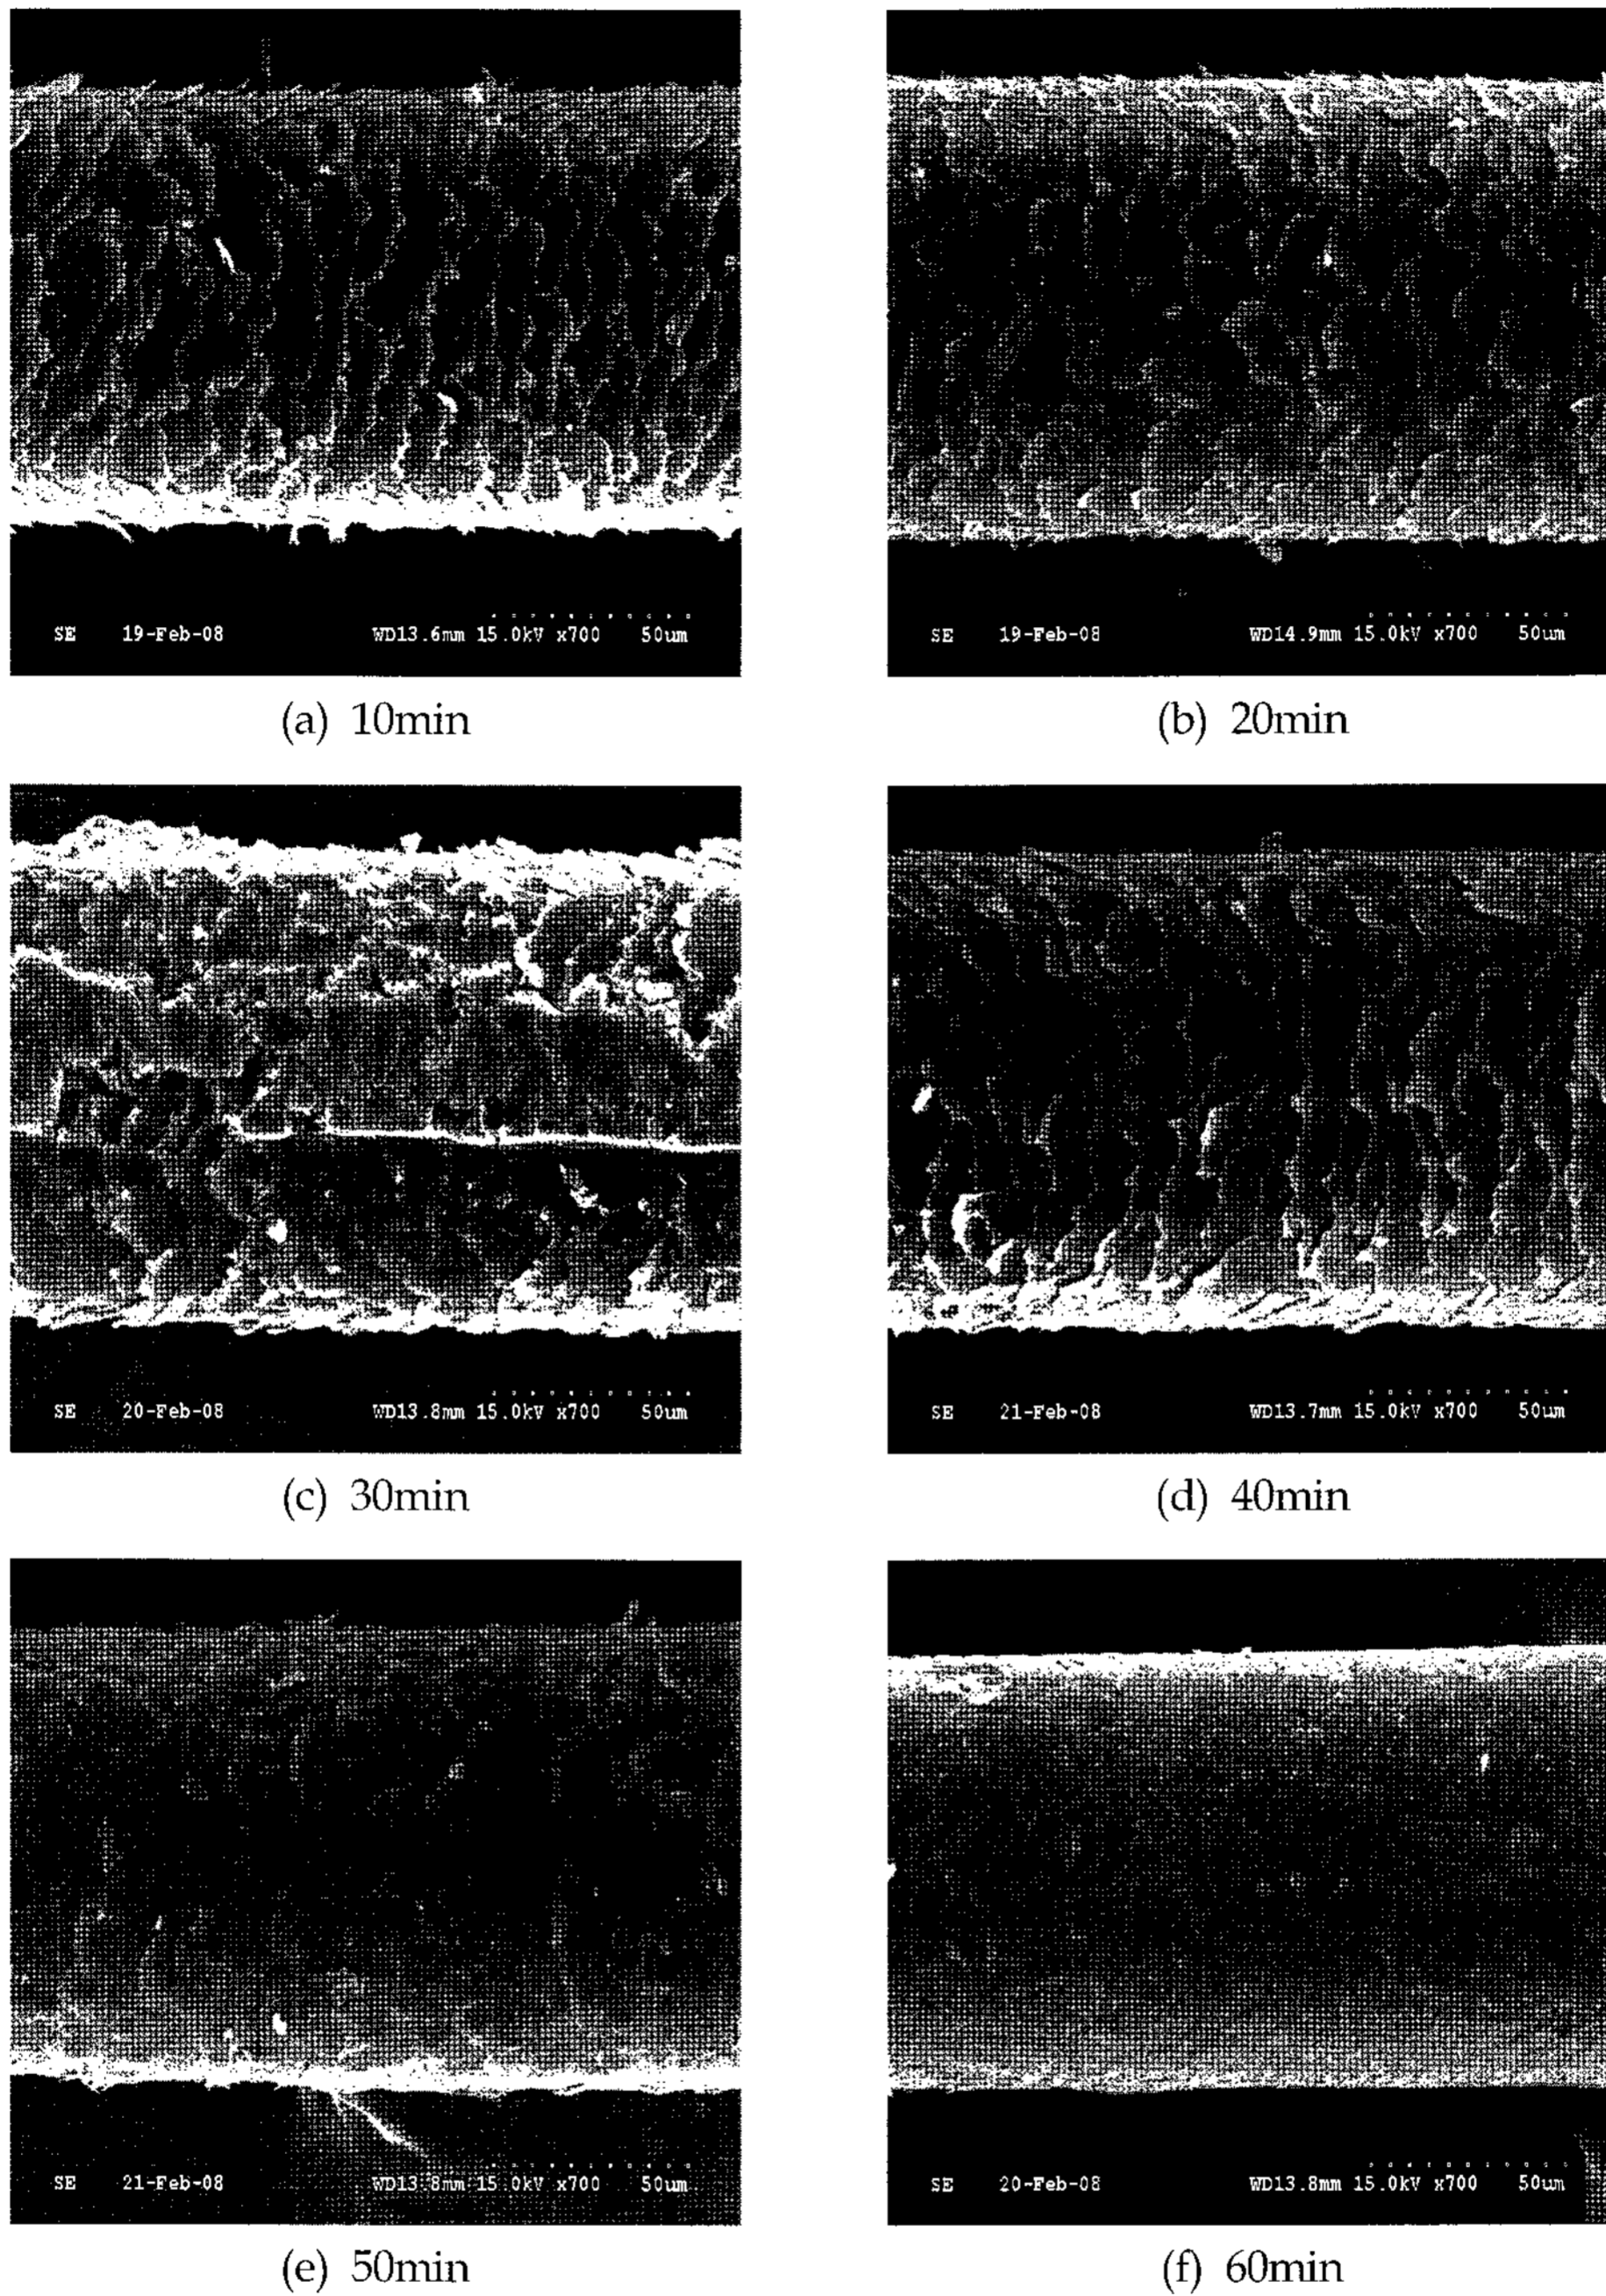 SE 19-Feb-08 WD13.6mm 15.0kV x700 50um
SE 19-Feb-08 WD14.9mm 15.0kV x700 50um
(a) 10min
(b) 20min
SE 20-Feb-08 WD13.8mm 15.0kV x700 50um
SE 21-Feb-08 WD13.7mm 15.0kV x700 50um
(c) 30min
(d) 40min
SE 21-Feb-08 WD13.8mm 15.0kV x700 50um
SE 20-Feb-08 WD13.8mm 15.0kV x700 50um
(e) 50min
(f) 60min